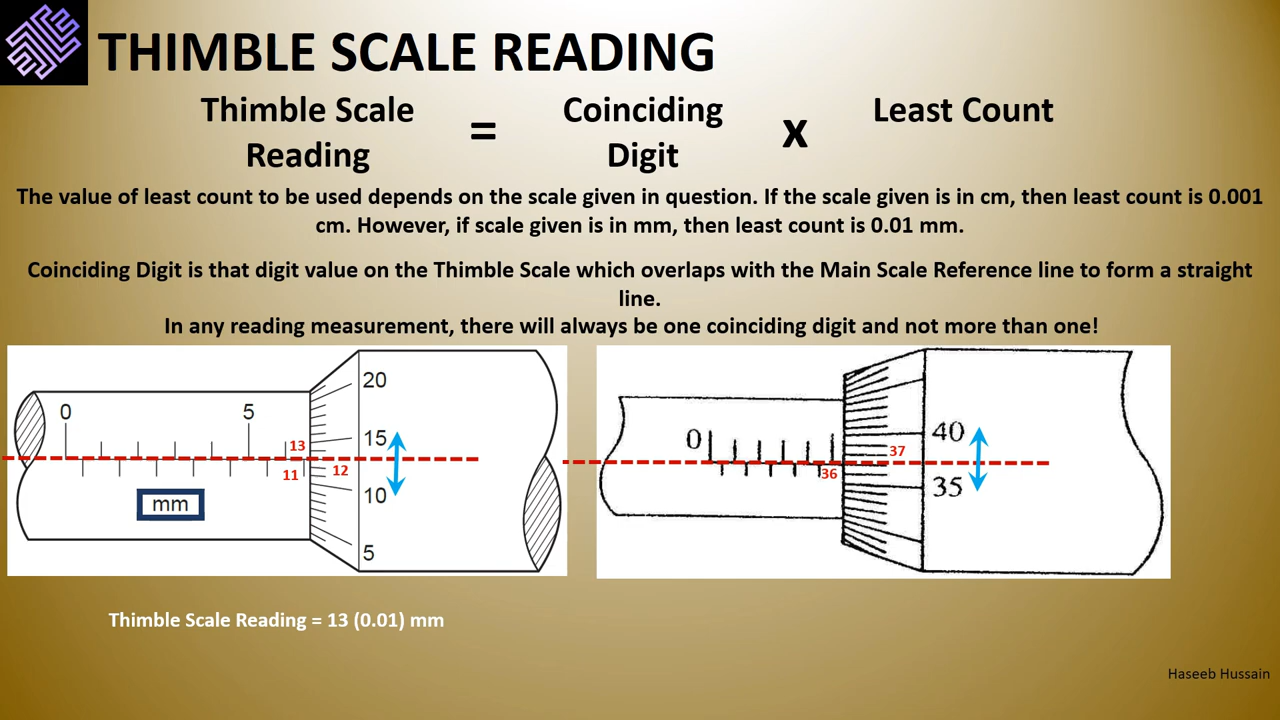 THIMBLE SCALE READING
Thimble Scale
Reading
=
Coinciding
Digit
x
Least Count
The value of least count to be used depends on the scale given in question. If the scale given is in cm, then least count is 0.001
cm. However, if scale given is in mm, then least count is 0.01 mm.
Coinciding Digit is that digit value on the Thimble Scale which overlaps with the Main Scale Reference line to form a straight
line.
In any reading measurement, there will always be one coinciding digit and not more than one!
0
5
20
15
13
12
11
10
5
mm
0
40
37
36
35
Thimble Scale Reading = 13 (0.01) mm
Haseeb Hussain